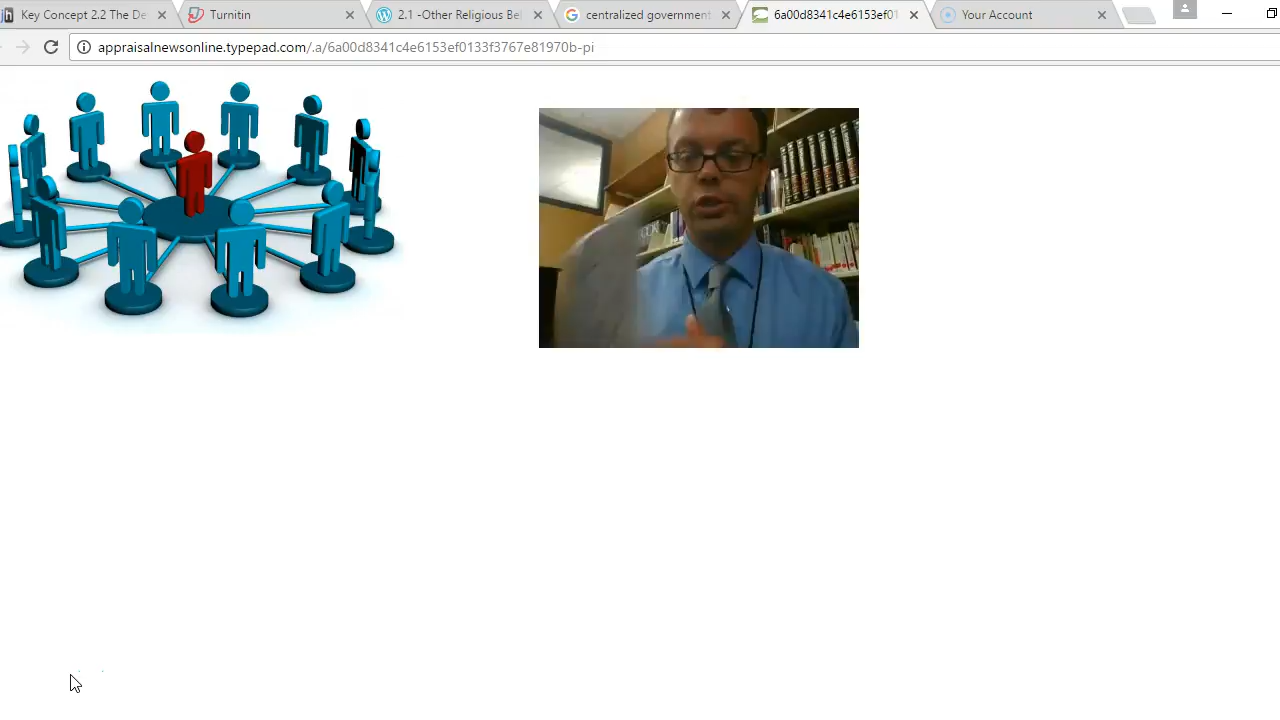 Key Concept 2.2 The De
Turnitin
2.1 -Other Religious Be
centralized government
6a00d8341c4e6153ef01
Your Account
appraisalnewsonline.typepad.com/.a/6a00d8341c4e6153ef0133f3767e81970b-pi